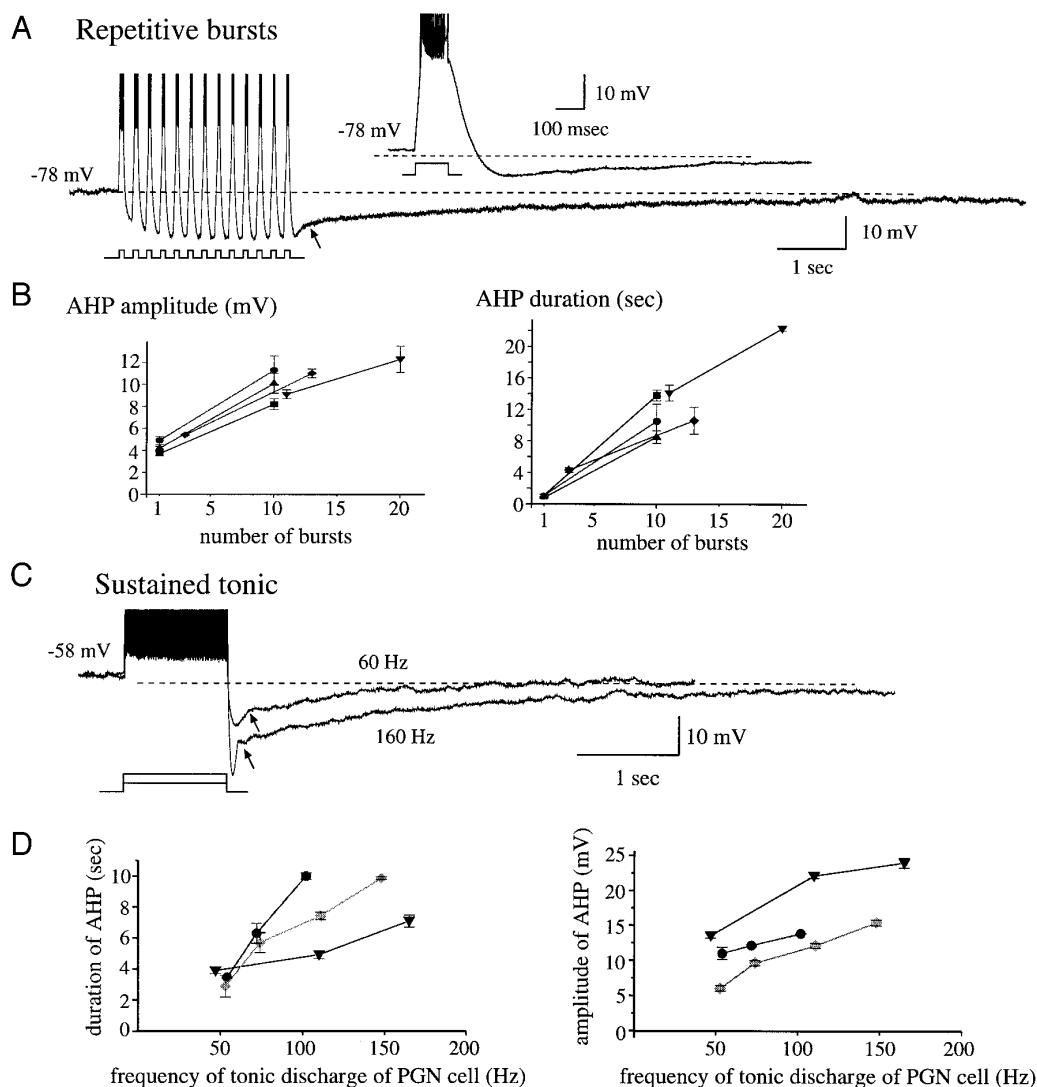 A Repetitive bursts
10 mV
100 msec
-78 mV
-78 mV
10 mV
1 sec
B
AHP amplitude (mV)
12
10
8
6
4
2
0
1 5 10 15 20
number of bursts
AHP duration (sec)
20
16
12
8
4
0
1 5 10 15 20
number of bursts
C
Sustained tonic
-58 mV
60 Hz
160 Hz
10 mV
1 sec
D
duration of AHP (sec)
10
8
6
4
2
0
50 100 150 200
frequency of tonic discharge of PGN cell (Hz)
amplitude of AHP (mV)
25
20
15
10
5
0
50 100 150 200
frequency of tonic discharge of PGN cell (Hz)